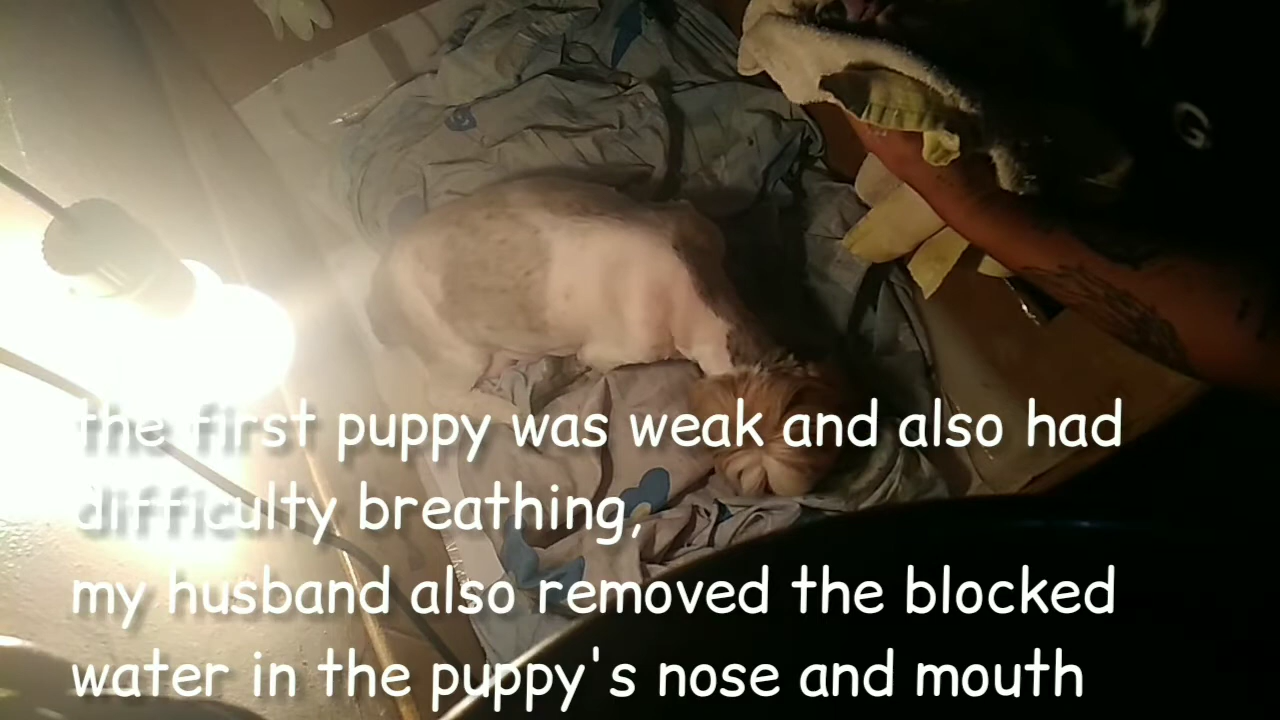 G
the first puppy was weak and also had
difficulty breathing,
my husband also removed the blocked
water in the puppy's nose and mouth